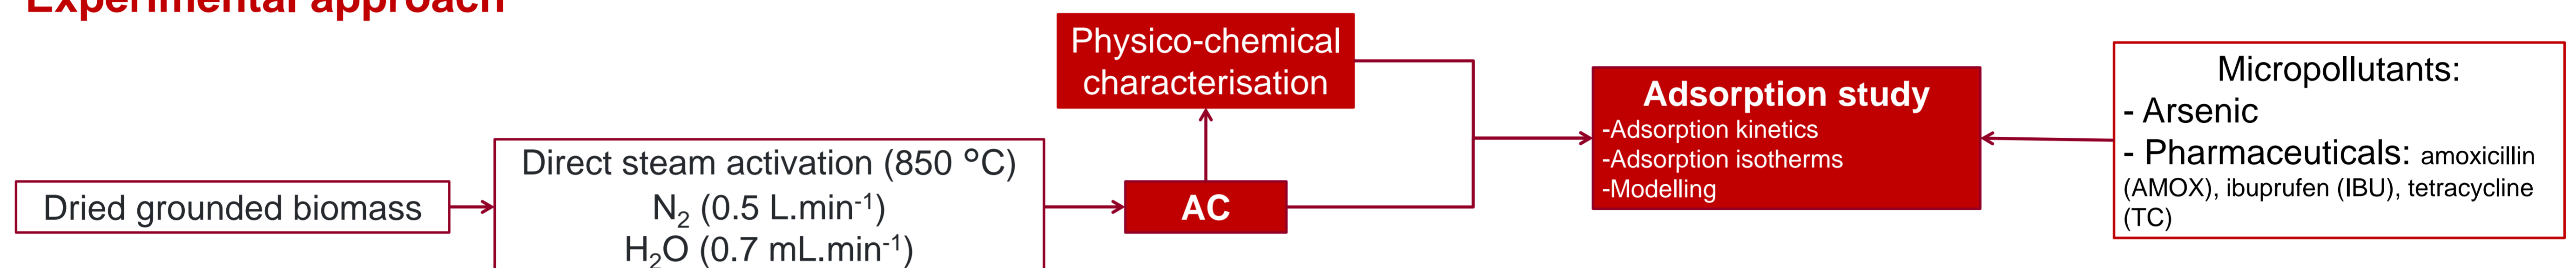 Experimental approach
Dried grounded biomass
Direct steam activation (850 °C)
N₂ (0.5 L.min⁻¹)
H₂O (0.7 mL.min⁻¹)
AC
Physico-chemical
characterisation
Adsorption study
-Adsorption kinetics
-Adsorption isotherms
-Modelling
Micropollutants:
- Arsenic
- Pharmaceuticals: amoxicillin
(AMOX), ibuprufen (IBU), tetracycline
(TC)